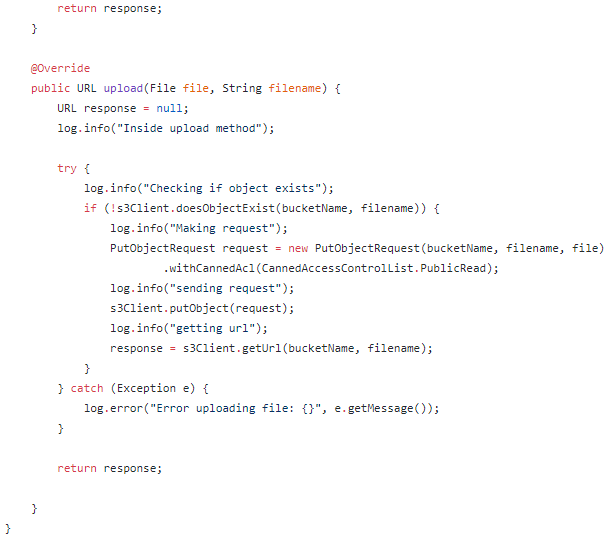 return response;
    }

    @Override
    public URL upload(File file, String filename) {
        URL response = null;
        log.info("Inside upload method");

        try {
            log.info("Checking if object exists");
            if (!s3Client.doesObjectExist(bucketName, filename)) {
                log.info("Making request");
                PutObjectRequest request = new PutObjectRequest(bucketName, filename, file)
                        .withCannedAcl(CannedAccessControlList.PublicRead);
                log.info("sending request");
                s3Client.putObject(request);
                log.info("getting url");
                response = s3Client.getUrl(bucketName, filename);
            }
        } catch (Exception e) {
            log.error("Error uploading file: {}", e.getMessage());
        }

        return response;

    }
}